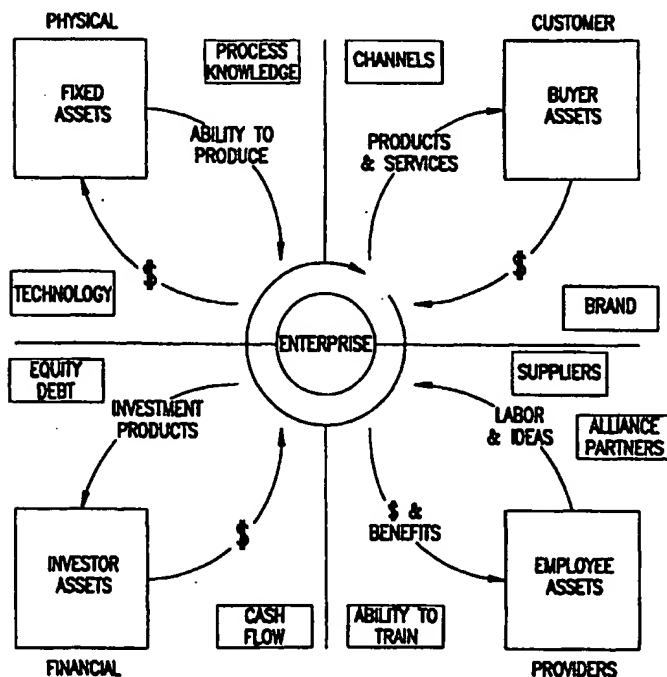 PHYSICAL
CUSTOMER
PROCESS
KNOWLEDGE
CHANNELS
FIXED
ASSETS
BUYER
ASSETS
ABILITY TO
PRODUCE
PRODUCTS
& SERVICES
$
$
TECHNOLOGY
BRAND
ENTERPRISE
EQUITY
DEBT
SUPPLIERS
INVESTMENT
PRODUCTS
LABOR
& IDEAS
ALLIANCE
PARTNERS
$
$ &
BENEFITS
INVESTOR
ASSETS
EMPLOYEE
ASSETS
CASH
FLOW
ABILITY TO
TRAIN
FINANCIAL
PROVIDERS